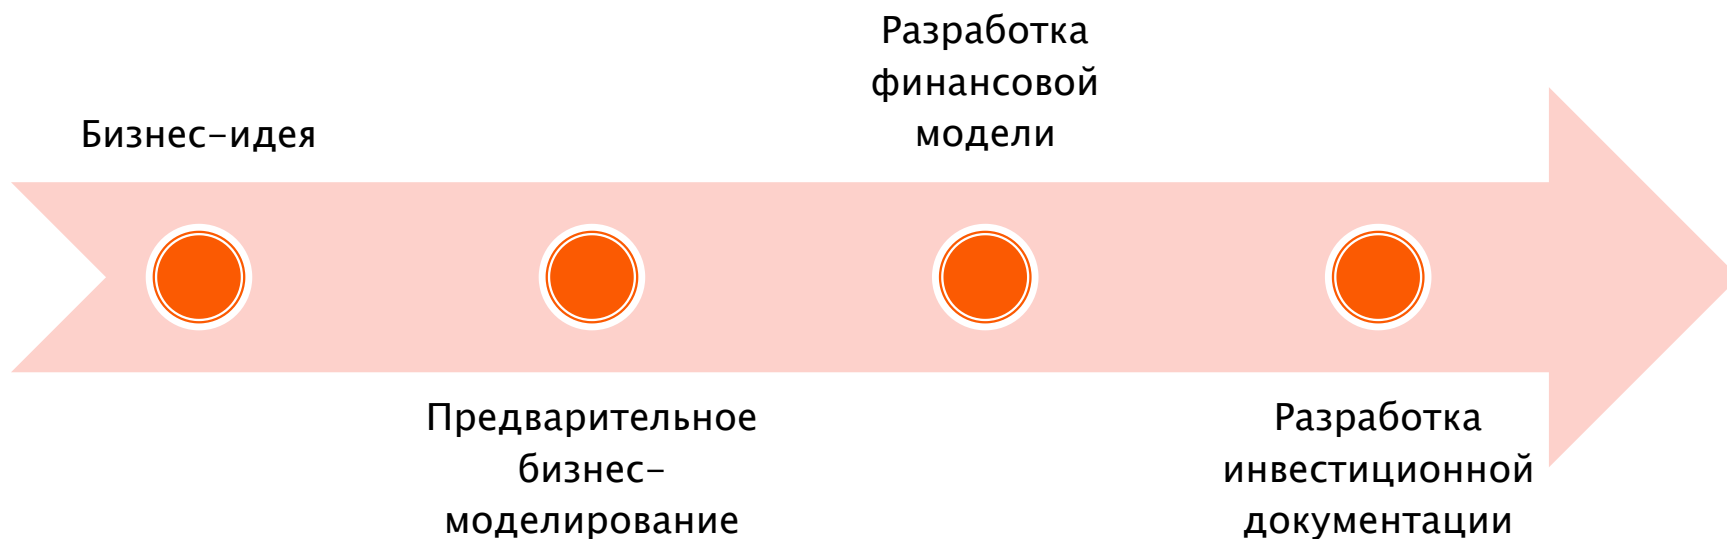 Бизнес-идея
Предварительное
бизнес-
моделирование
Разработка
финансовой
модели
Разработка
инвестиционной
документации